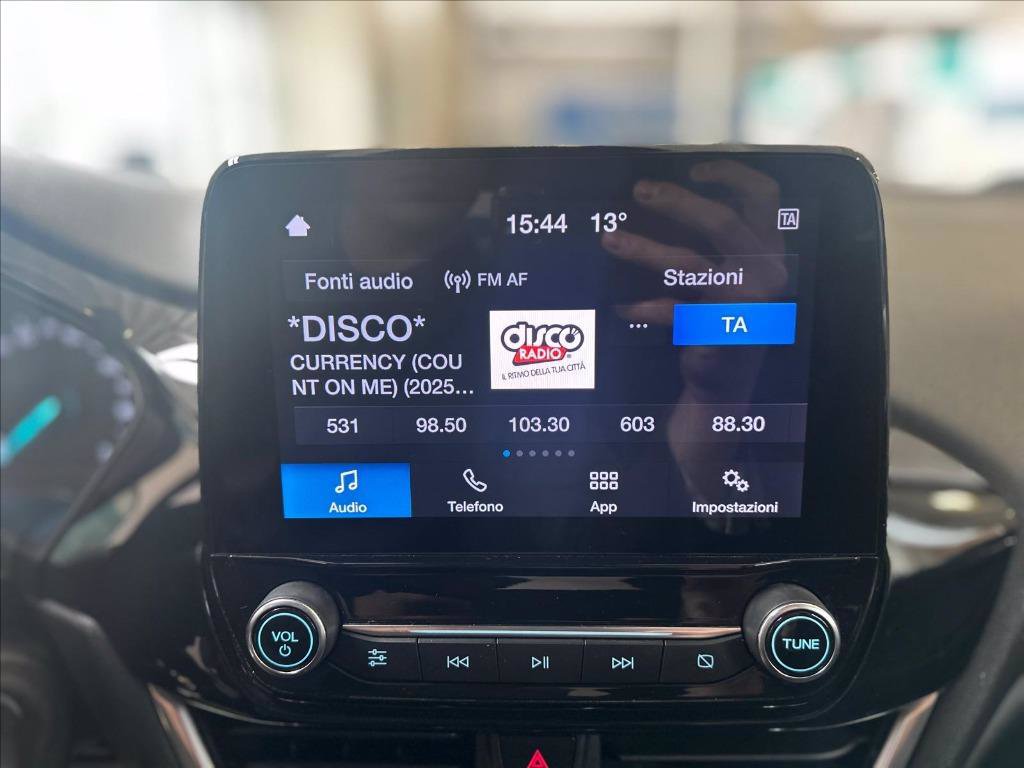 15:44 13° TA
Fonti audio FM AF Stazioni
*DISCO*
CURRENCY (COU
NT ON ME) (2025...
disco
RADIO
IL RITMO DELLA TUA CITTÀ
... TA
531 98.50 103.30 603 88.30
Audio Telefono App Impostazioni
VOL
TUNE